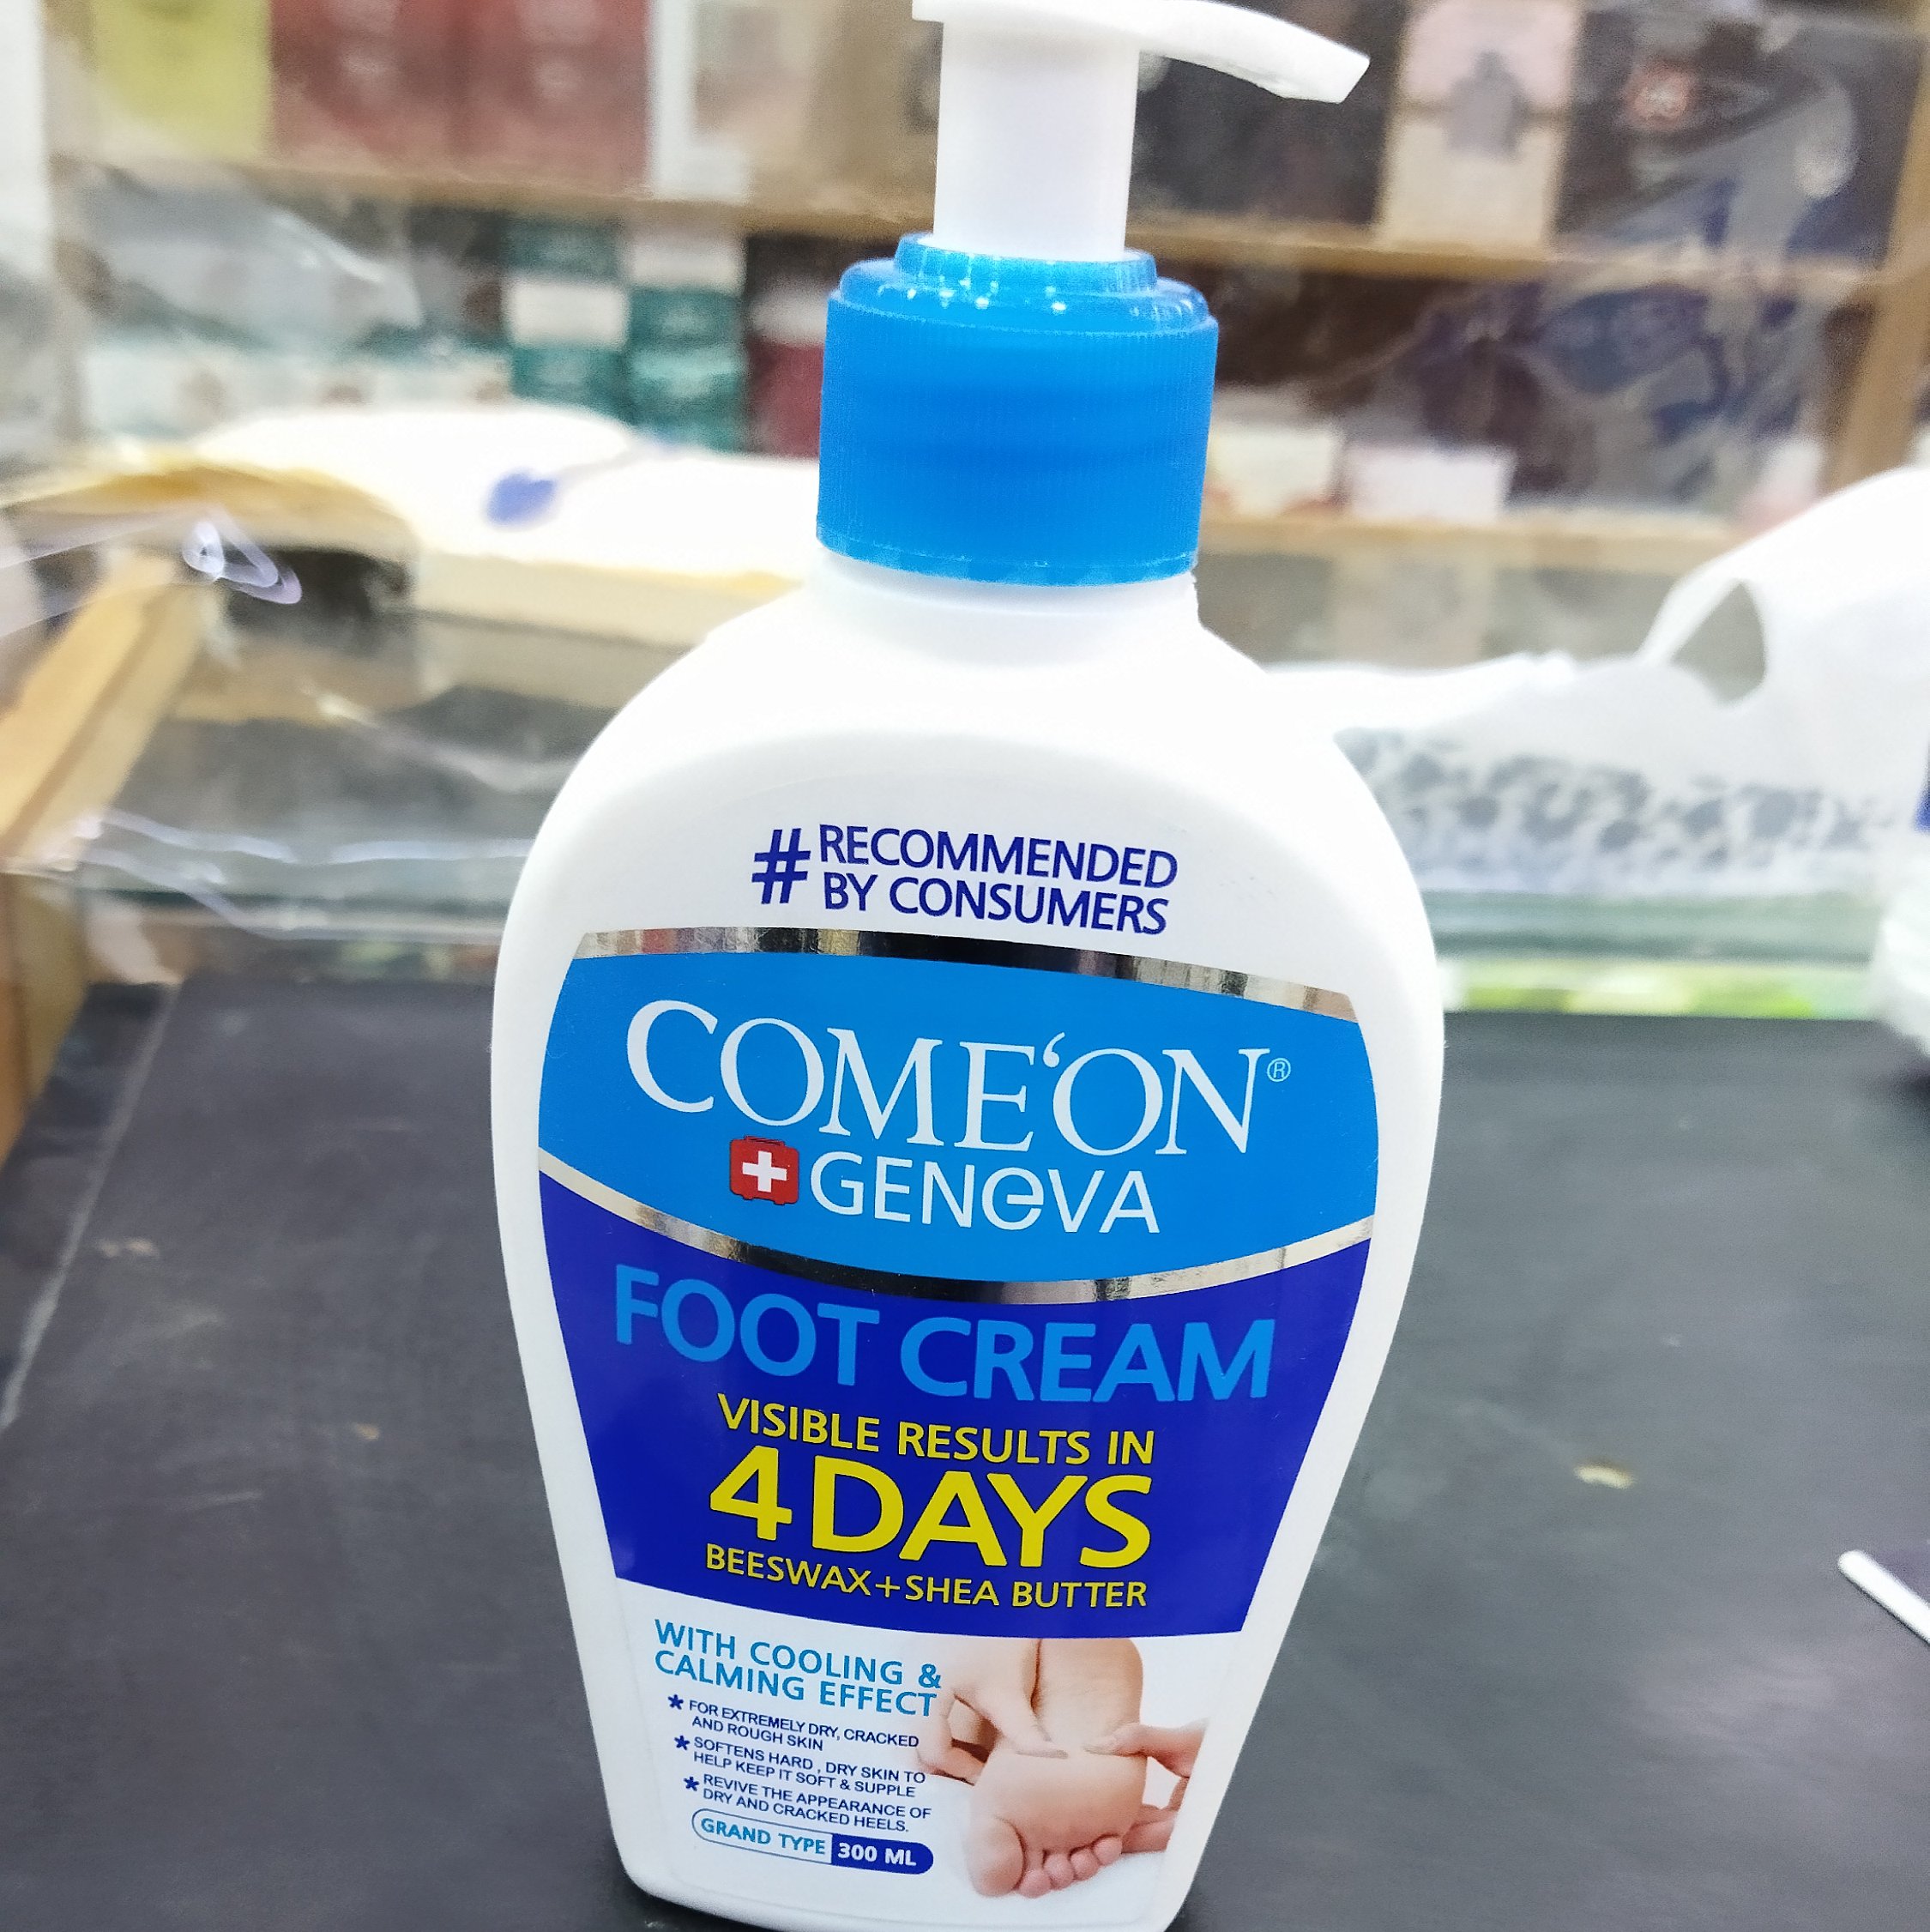 # RECOMMENDED
BY CONSUMERS
COME‘ON®
GENeVA
FOOT CREAM
VISIBLE RESULTS IN
4 DAYS
BEESWAX+SHEA BUTTER
WITH COOLING &
CALMING EFFECT
* FOR EXTREMELY DRY, CRACKED
AND ROUGH SKIN
* SOFTENS HARD , DRY SKIN TO
HELP KEEP IT SOFT & SUPPLE
* REVIVE THE APPEARANCE OF
DRY AND CRACKED HEELS.
GRAND TYPE 300 ML